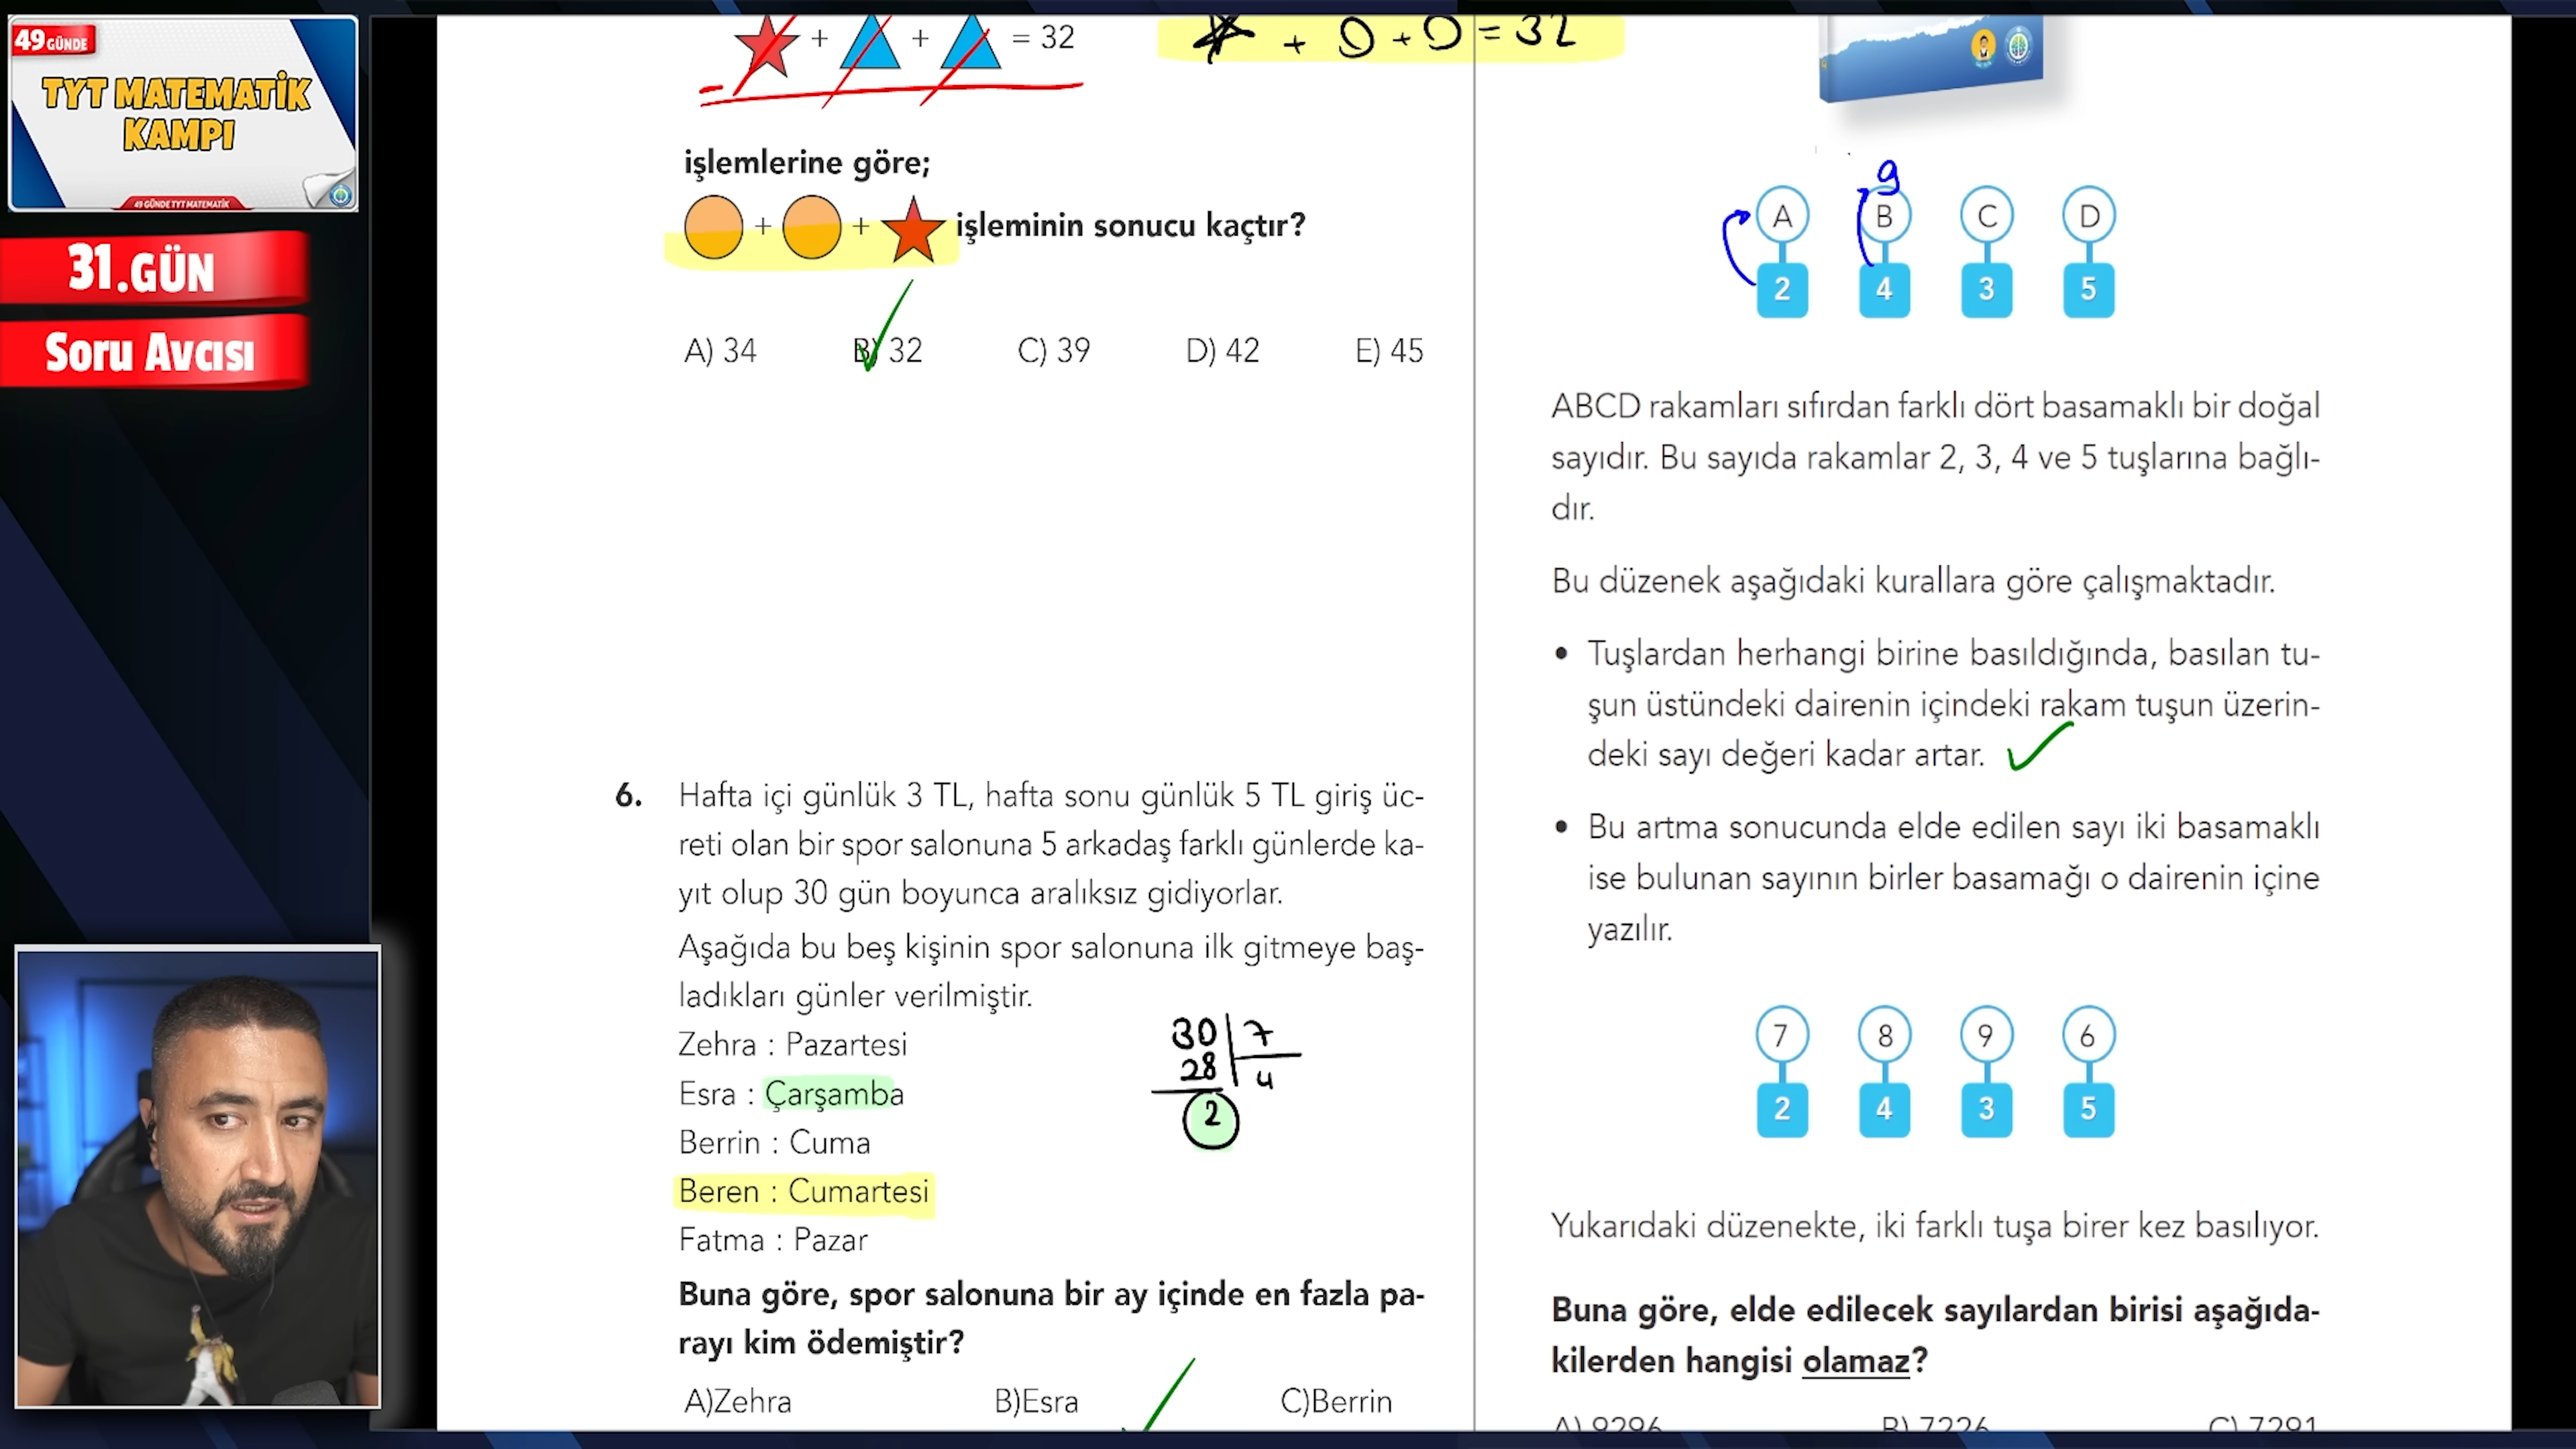 49 GÜNDE
TYT MATEMATİK
KAMPI
49 GÜNDE TYT MATEMATİK
31.GÜN
Soru Avcısı
+ + = 32
+ + = 32
işlemlerine göre;
+ + işleminin sonucu kaçtır?
A) 34 B) 32 C) 39 D) 42 E) 45
6. Hafta içi günlük 3 TL, hafta sonu günlük 5 TL giriş üc-
reti olan bir spor salonuna 5 arkadaş farklı günlerde ka-
yıt olup 30 gün boyunca aralıksız gidiyorlar.
Aşağıda bu beş kişinin spor salonuna ilk gitmeye baş-
ladıkları günler verilmiştir.
Zehra : Pazartesi
Esra : Çarşamba
Berrin : Cuma
Beren : Cumartesi
Fatma : Pazar
30 7
28 4
2
Buna göre, spor salonuna bir ay içinde en fazla pa-
rayı kim ödemiştir?
A)Zehra B)Esra C)Berrin
9
A B C D
2 4 3 5
ABCD rakamları sıfırdan farklı dört basamaklı bir doğal
sayıdır. Bu sayıda rakamlar 2, 3, 4 ve 5 tuşlarına bağlı-
dır.
Bu düzenek aşağıdaki kurallara göre çalışmaktadır.
• Tuşlardan herhangi birine basıldığında, basılan tu-
şun üstündeki dairenin içindeki rakam tuşun üzerin-
deki sayı değeri kadar artar.
• Bu artma sonucunda elde edilen sayı iki basamaklı
ise bulunan sayının birler basamağı o dairenin içine
yazılır.
7 8 9 6
2 4 3 5
Yukarıdaki düzenekte, iki farklı tuşa birer kez basılıyor.
Buna göre, elde edilecek sayılardan birisi aşağıda-
kilerden hangisi olamaz?
A) 9296 B) 7226 C) 7291